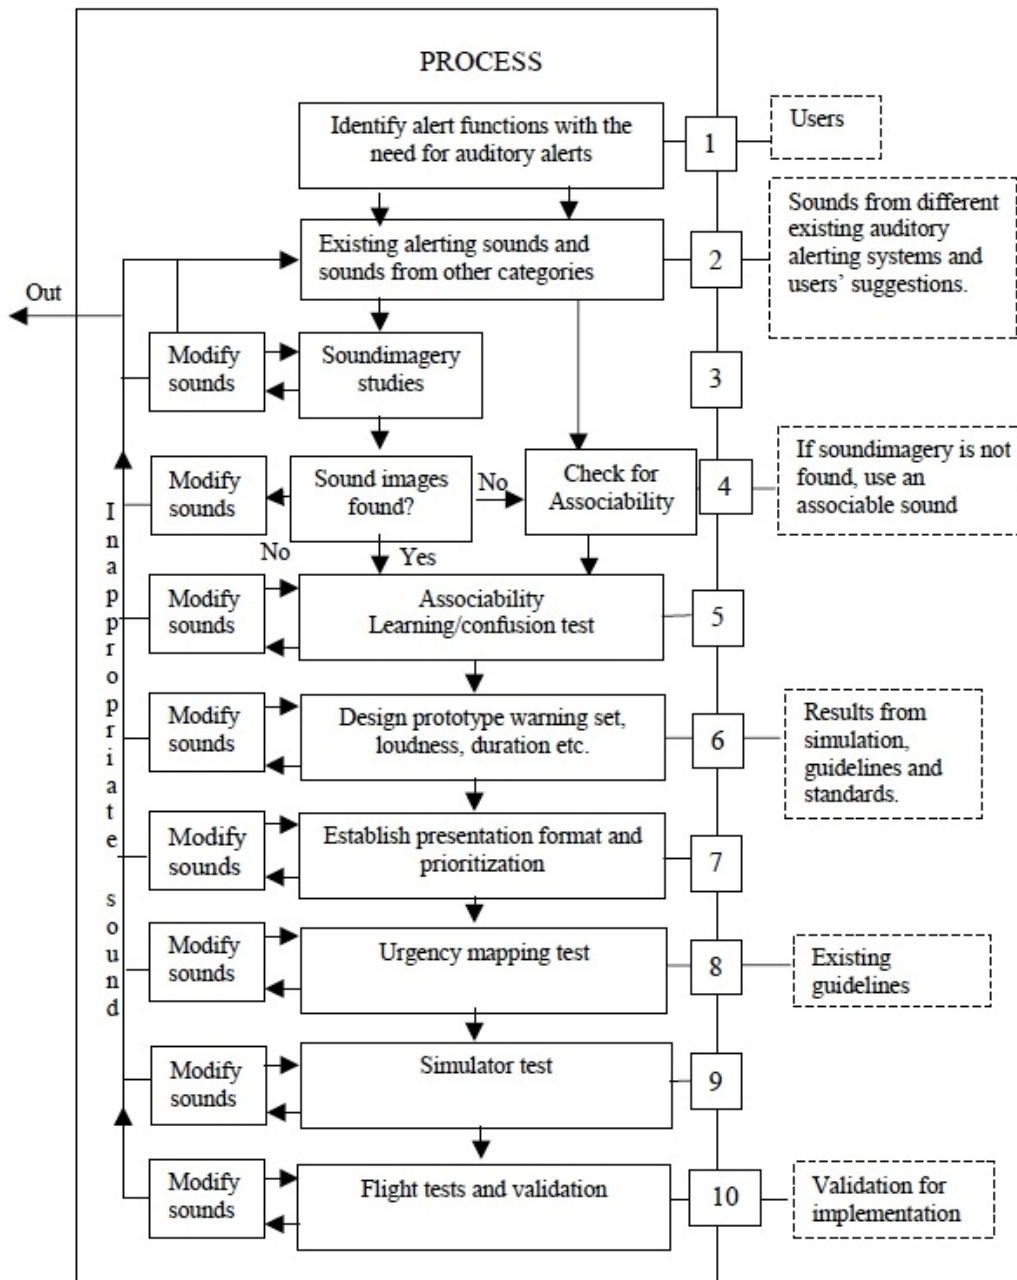 PROCESS
Identify alert functions with the
need for auditory alerts
1
Users
Existing alerting sounds and
sounds from other categories
2
Sounds from different
existing auditory
alerting systems and
users’ suggestions.
Out
Modify
sounds
Soundimagery
studies
3
Modify
sounds
Sound images
found?
No
Check for
Associability
4
If soundimagery is not
found, use an
associable sound
No
Yes
Inappropriate sound
Modify
sounds
Associability
Learning/confusion test
5
Modify
sounds
Design prototype warning set,
loudness, duration etc.
6
Results from
simulation,
guidelines and
standards.
Modify
sounds
Establish presentation format and
prioritization
7
Modify
sounds
Urgency mapping test
8
Existing
guidelines
Modify
sounds
Simulator test
9
Modify
sounds
Flight tests and validation
10
Validation for
implementation